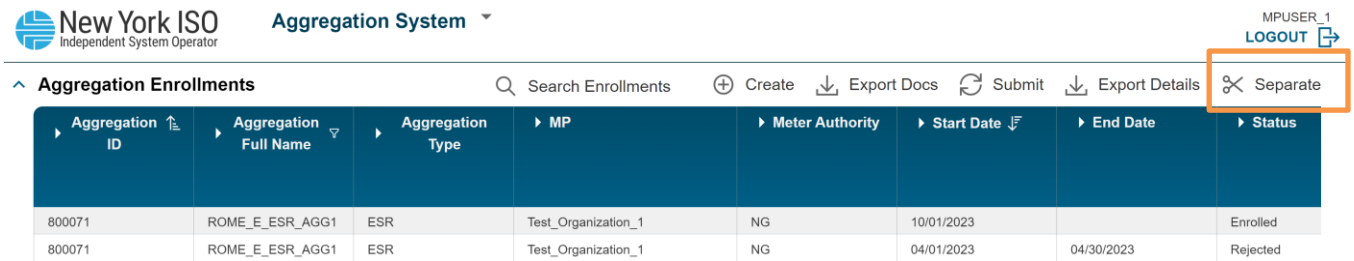 New York ISO
Independent System Operator
Aggregation System
MPUSER_1
LOGOUT
Aggregation Enrollments
Search Enrollments
Create
Export Docs
Submit
Export Details
Separate
Aggregation ID
Aggregation Full Name
Aggregation Type
MP
Meter Authority
Start Date
End Date
Status
800071 ROME_E_ESR_AGG1 ESR Test_Organization_1 NG 10/01/2023 Enrolled
800071 ROME_E_ESR_AGG1 ESR Test_Organization_1 NG 04/01/2023 04/30/2023 Rejected